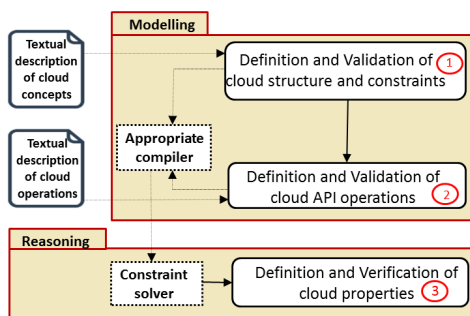 Modelling
Textual
description
of cloud
concepts
Definition and Validation of
cloud structure and constraints
1
Appropriate
compiler
Textual
description
of cloud
operations
Definition and Validation of
cloud API operations
2
Reasoning
Constraint
solver
Definition and Verification of
cloud properties
3